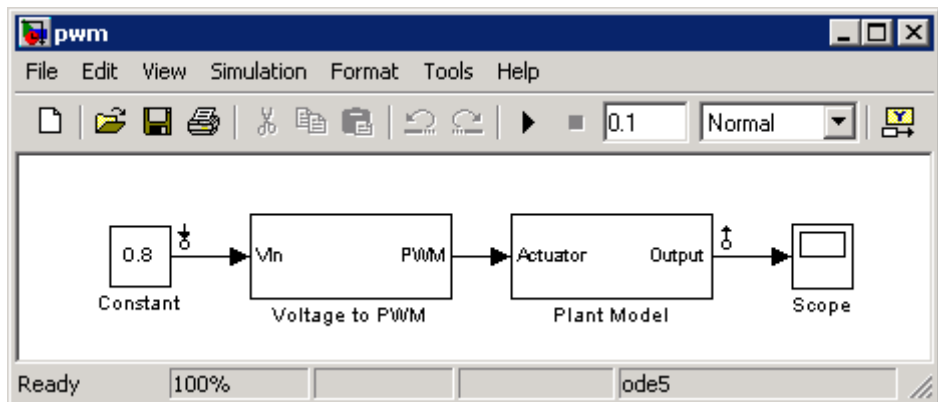 pwm
File Edit View Simulation Format Tools Help
0.1 Normal
0.8 Vin PWM Actuator Output
Constant Voltage to PWM Plant Model Scope
Ready 100% ode5